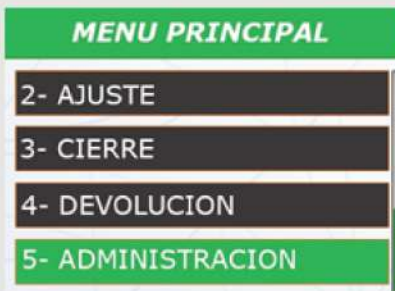 MENU PRINCIPAL
2- AJUSTE
3- CIERRE
4- DEVOLUCION
5- ADMINISTRACION